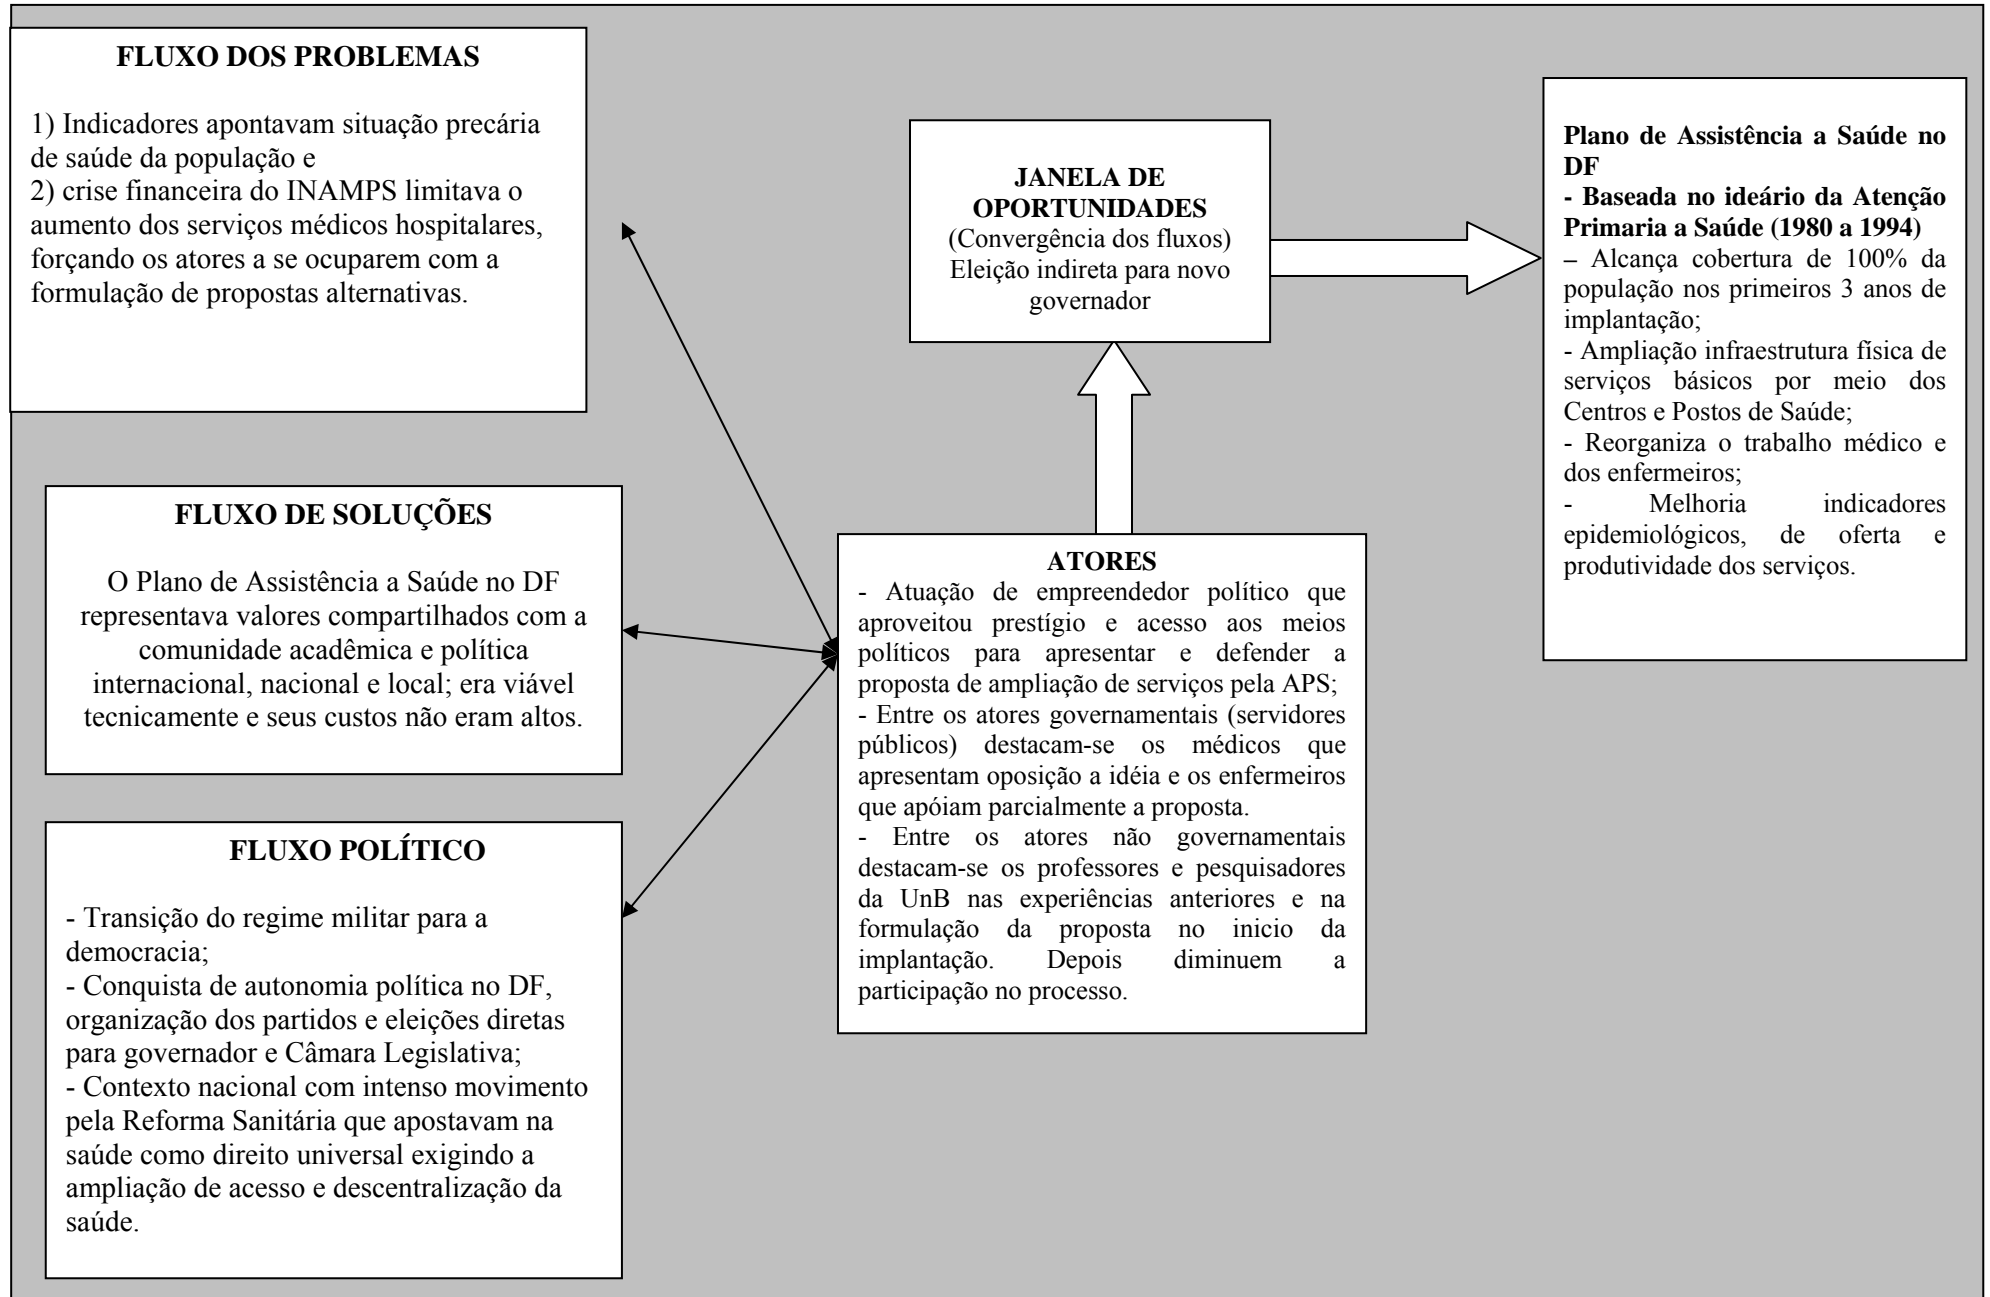 FLUXO DOS PROBLEMAS
1) Indicadores apontavam situação precária
de saúde da população e
2) crise financeira do INAMPS limitava o
aumento dos serviços médicos hospitalares,
forçando os atores a se ocuparem com a
formulação de propostas alternativas.
FLUXO DE SOLUÇÕES
O Plano de Assistência a Saúde no DF
representava valores compartilhados com a
comunidade acadêmica e política
internacional, nacional e local; era viável
tecnicamente e seus custos não eram altos.
FLUXO POLÍTICO
- Transição do regime militar para a
democracia;
- Conquista de autonomia política no DF,
organização dos partidos e eleições diretas
para governador e Câmara Legislativa;
- Contexto nacional com intenso movimento
pela Reforma Sanitária que apostavam na
saúde como direito universal exigindo a
ampliação de acesso e descentralização da
saúde.
JANELA DE
OPORTUNIDADES
(Convergência dos fluxos)
Eleição indireta para novo
governador
ATORES
- Atuação de empreendedor político que
aproveitou prestígio e acesso aos meios
políticos para apresentar e defender a
proposta de ampliação de serviços pela APS;
- Entre os atores governamentais (servidores
públicos) destacam-se os médicos que
apresentam oposição a idéia e os enfermeiros
que apóiam parcialmente a proposta.
- Entre os atores não governamentais
destacam-se os professores e pesquisadores
da UnB nas experiências anteriores e na
formulação da proposta no inicio da
implantação. Depois diminuem a
participação no processo.
Plano de Assistência a Saúde no
DF
- Baseada no ideário da Atenção
Primaria a Saúde (1980 a 1994)
– Alcança cobertura de 100% da
população nos primeiros 3 anos de
implantação;
- Ampliação infraestrutura física de
serviços básicos por meio dos
Centros e Postos de Saúde;
- Reorganiza o trabalho médico e
dos enfermeiros;
- Melhoria indicadores
epidemiológicos, de oferta e
produtividade dos serviços.